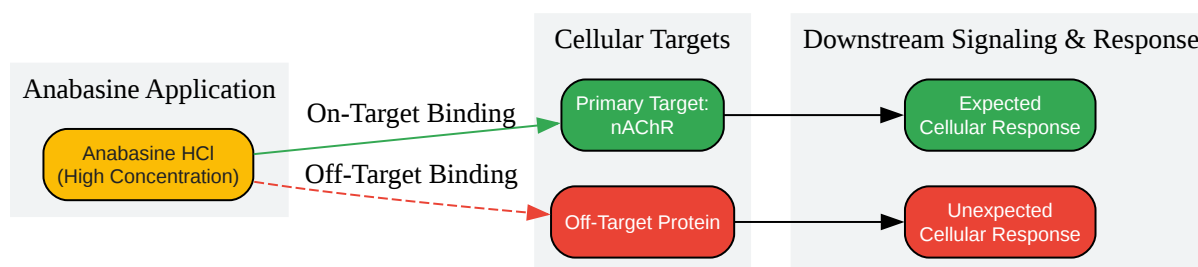 Anabasine Application
Anabasine HCl
(High Concentration)
On-Target Binding
Off-Target Binding
Cellular Targets
Primary Target:
nAChR
Off-Target Protein
Downstream Signaling & Response
Expected
Cellular Response
Unexpected
Cellular Response